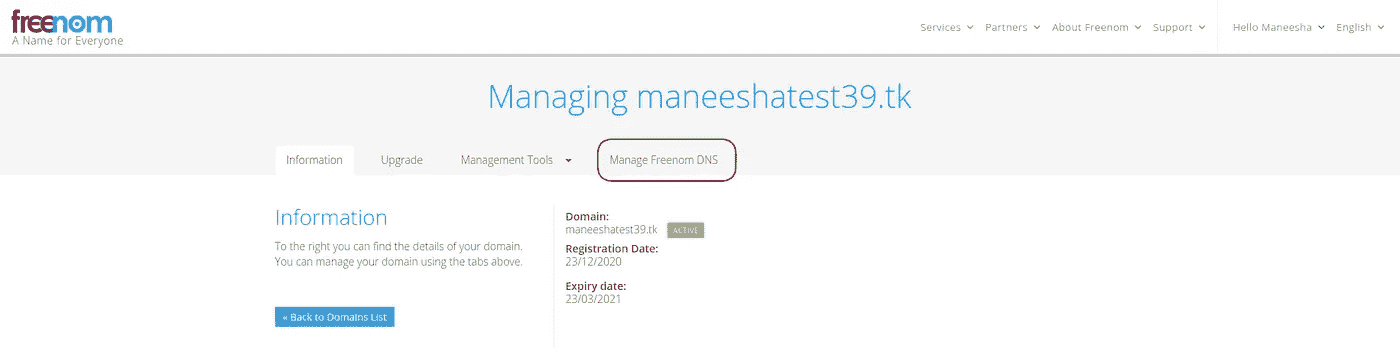 freenom
A Name for Everyone
Services Partners About Freenom Support Hello Maneesha English
Managing maneeshatest39.tk
Information Upgrade Management Tools Manage Freenom DNS
Information
To the right you can find the details of your domain.
You can manage your domain using the tabs above.
« Back to Domains List
Domain:
maneeshatest39.tk ACTIVE
Registration Date:
23/12/2020
Expiry date:
23/03/2021